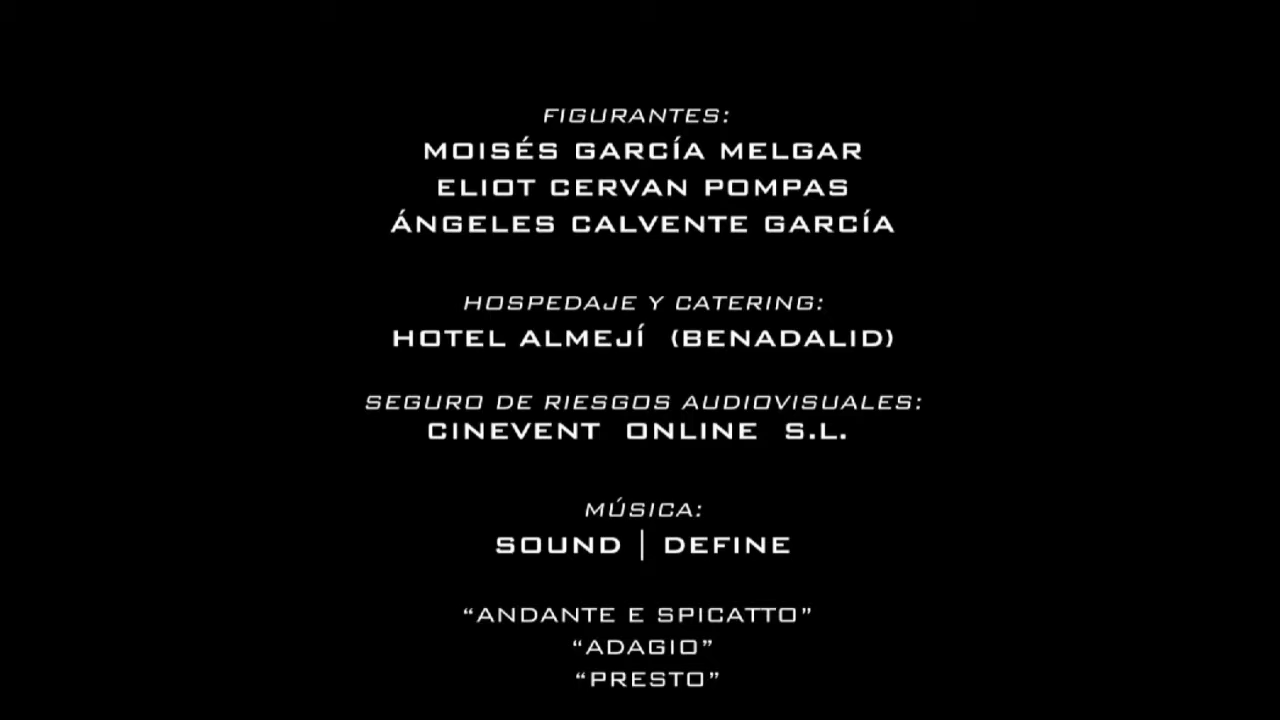 FIGURANTES:
MOISÉS GARCÍA MELGAR
ELIOT CERVAN POMPAS
ÁNGELES CALVENTE GARCÍA
HOSPEDAJE Y CATERING:
HOTEL ALMEJÍ (BENADALID)
SEGURO DE RIESGOS AUDIOVISUALES:
CINEVENT ONLINE S.L.
MÚSICA:
SOUND | DEFINE
“ANDANTE E SPICATTO”
“ADAGIO”
“PRESTO”